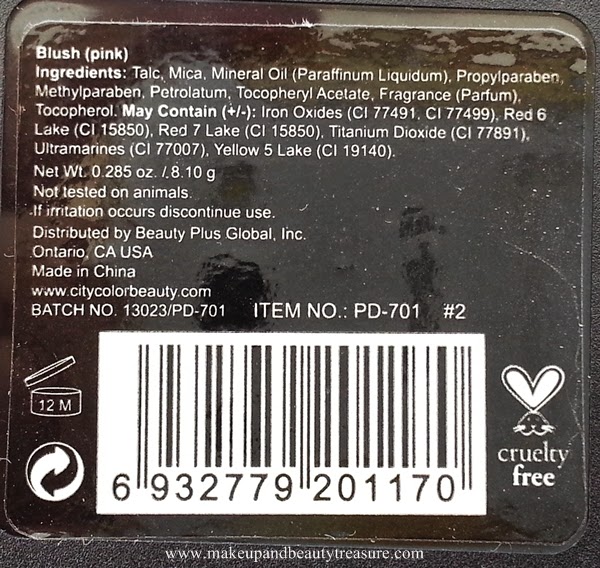 Blush (pink)
Ingredients: Talc, Mica, Mineral Oil (Paraffinum Liquidum), Propylparaben,
Methylparaben, Petrolatum, Tocopheryl Acetate, Fragrance (Parfum),
Tocopherol. May Contain (+/-): Iron Oxides (CI 77491, CI 77499), Red 6
Lake (CI 15850), Red 7 Lake (CI 15850), Titanium Dioxide (CI 77891),
Ultramarines (CI 77007), Yellow 5 Lake (CI 19140).
Net Wt. 0.285 oz. /.8.10 g
Not tested on animals.
If irritation occurs discontinue use.
Distributed by Beauty Plus Global, Inc.
Ontario, CA USA
Made in China
www.citycolorbeauty.com
BATCH NO. 13023/PD-701 ITEM NO.: PD-701 #2
12 M
cruelty
free
6 932779 201170
www.makeupandbeautytreasure.com